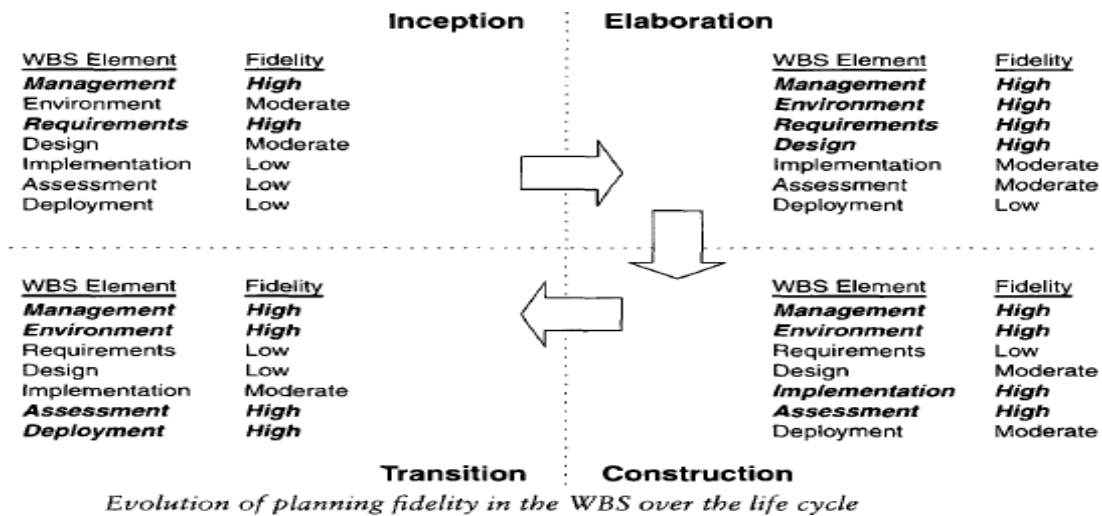 Inception Elaboration
WBS Element Fidelity
Management High
Environment Moderate
Requirements High
Design Moderate
Implementation Low
Assessment Low
Deployment Low
WBS Element Fidelity
Management High
Environment High
Requirements High
Design High
Implementation Moderate
Assessment Moderate
Deployment Low
WBS Element Fidelity
Management High
Environment High
Requirements Low
Design Low
Implementation Moderate
Assessment High
Deployment High
WBS Element Fidelity
Management High
Environment High
Requirements Low
Design Moderate
Implementation High
Assessment High
Deployment Moderate
Transition Construction
Evolution of planning fidelity in the WBS over the life cycle